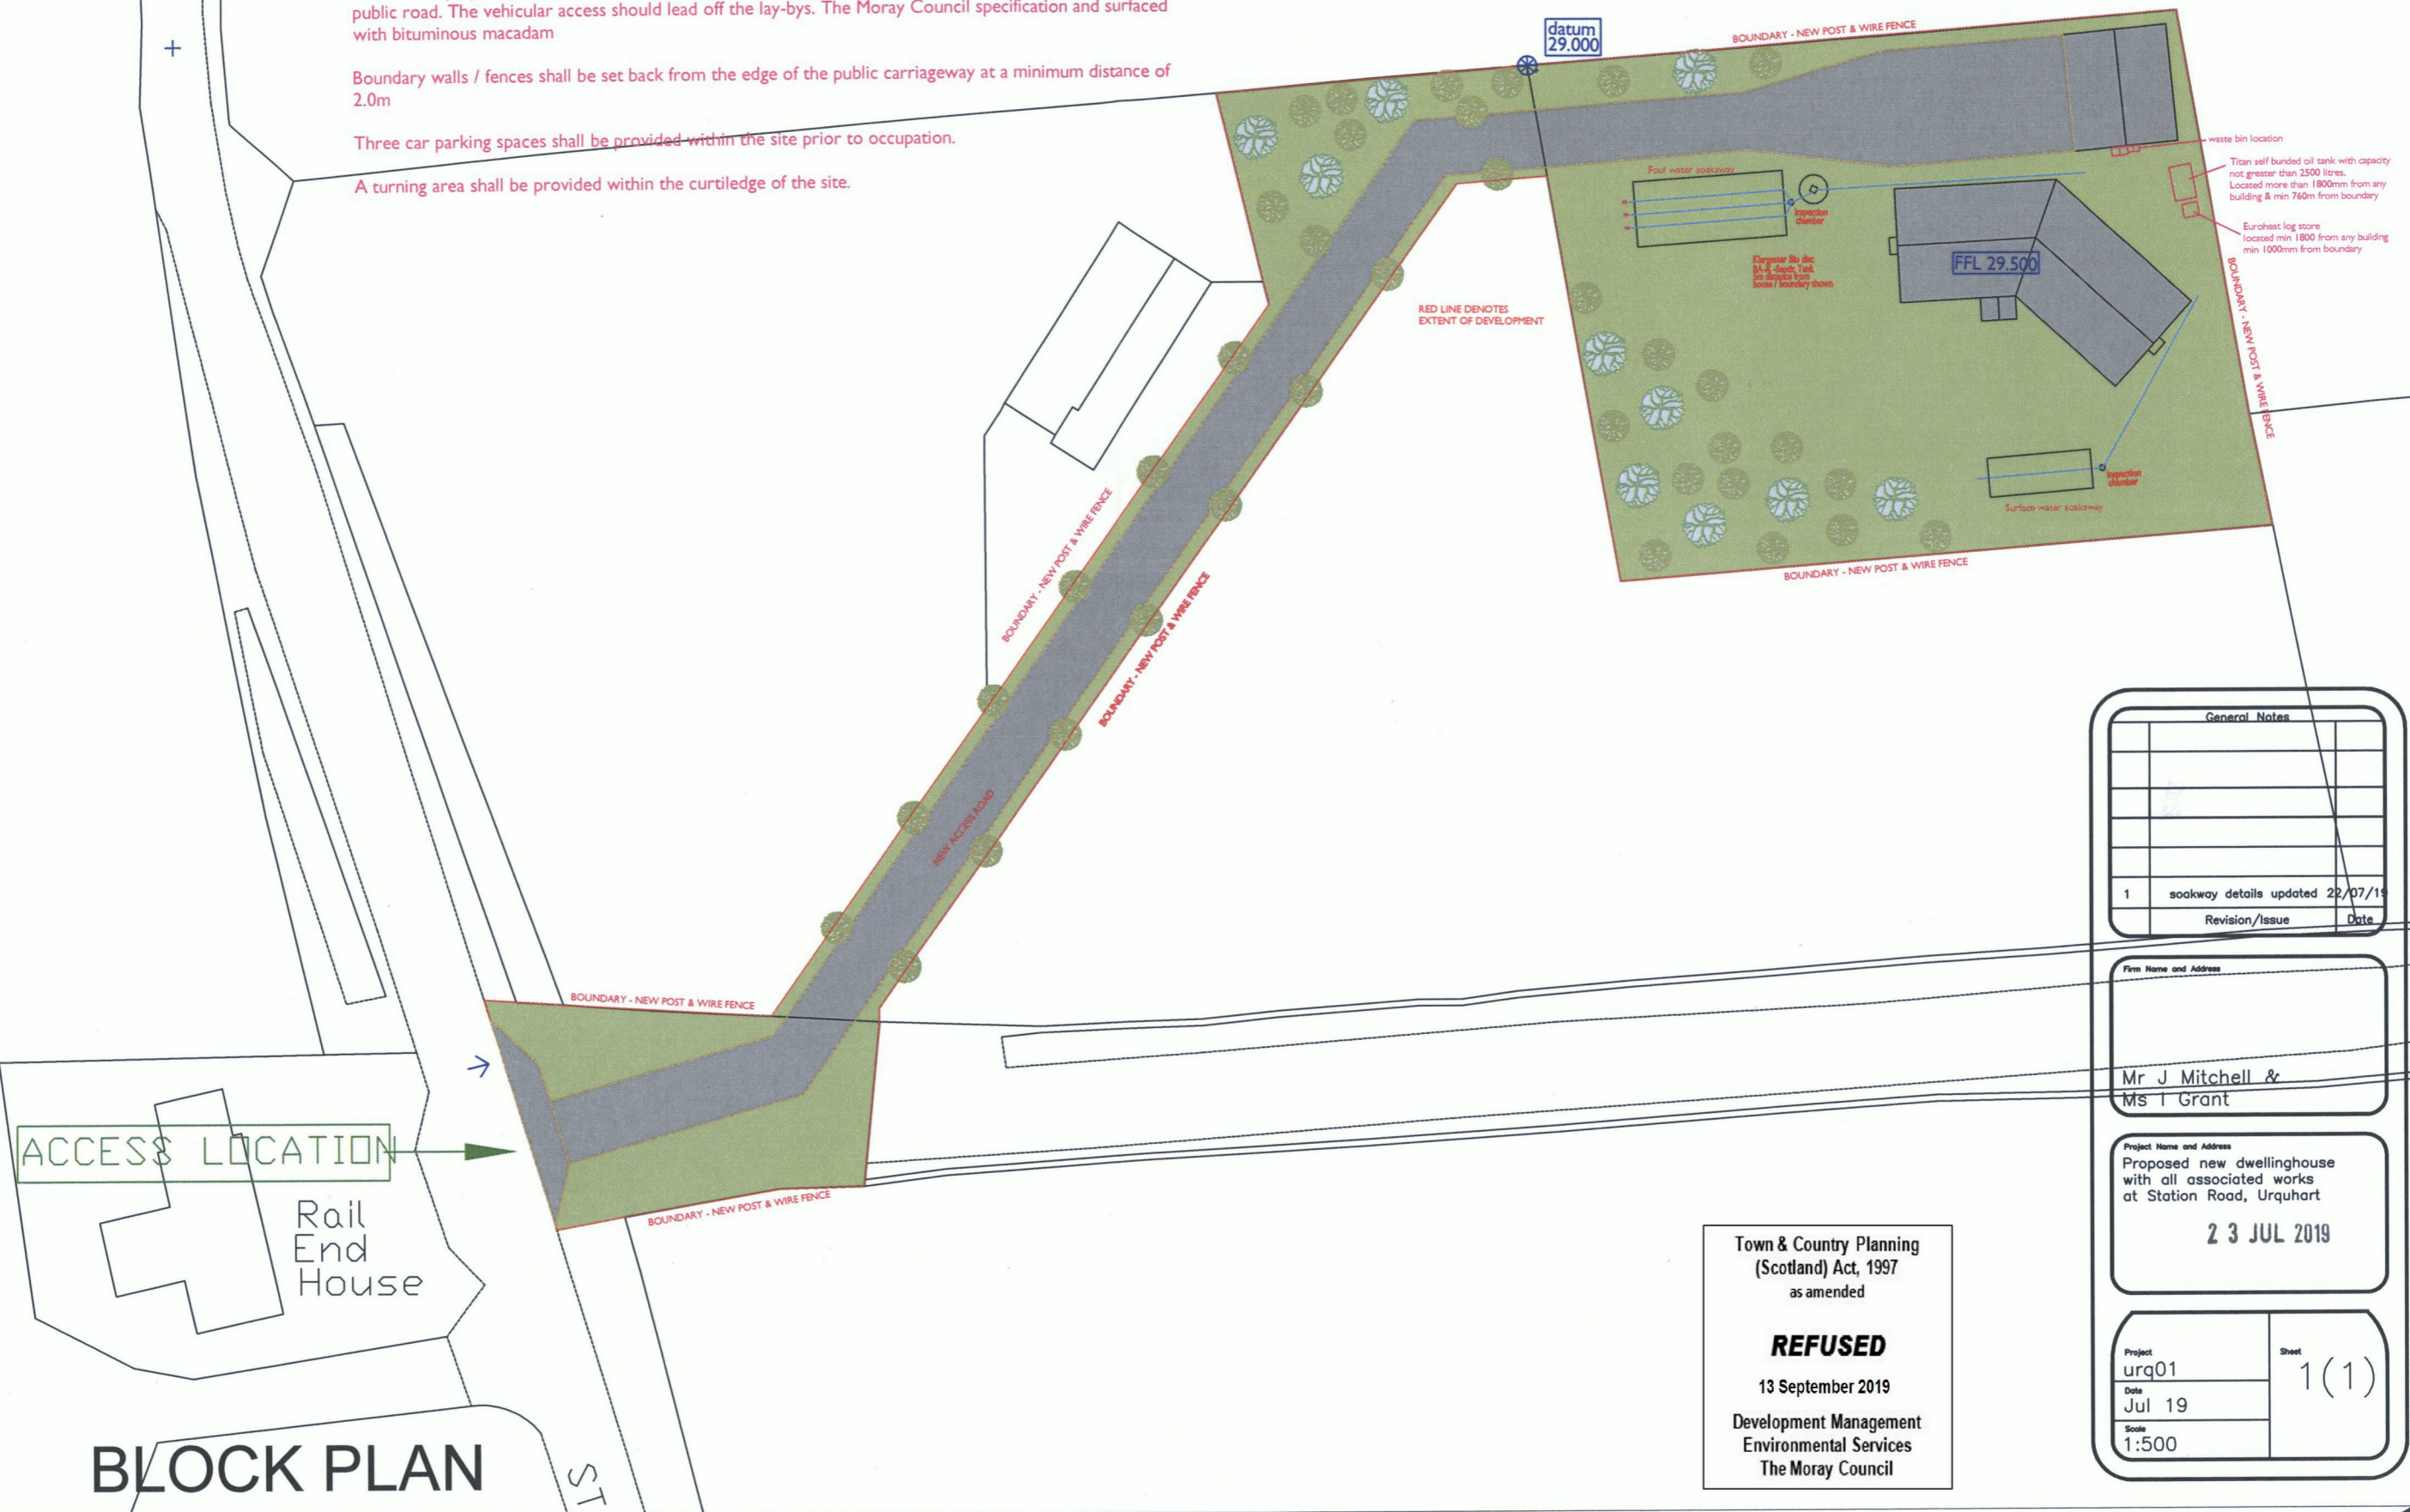 public road. The vehicular access should lead off the lay-bys. The Moray Council specification and surfaced
with bituminous macadam
Boundary walls / fences shall be set back from the edge of the public carriageway at a minimum distance of
2.0m
Three car parking spaces shall be provided within the site prior to occupation.
A turning area shall be provided within the curtiledge of the site.
datum
29.000
BOUNDARY - NEW POST & WIRE FENCE
waste bin location
Titan self bunded oil tank with capacity
not greater than 2500 litres.
Located more than 1800mm from any
building & min 760m from boundary
Euroheat log store
located min 1800 from any building
min 1000mm from boundary
Foul water soakaway
Inspection
chamber
Klargester Bio disc
5m distance from
house / boundary shown
FFL 29.500
BOUNDARY - NEW POST & WIRE FENCE
RED LINE DENOTES
EXTENT OF DEVELOPMENT
Inspection
chamber
Surface water soakaway
BOUNDARY - NEW POST & WIRE FENCE
BOUNDARY - NEW POST & WIRE FENCE
BOUNDARY - NEW POST & WIRE FENCE
NEW ACCESS ROAD
BOUNDARY - NEW POST & WIRE FENCE
BOUNDARY - NEW POST & WIRE FENCE
ACCESS LOCATION
Rail
End
House
BLOCK PLAN
ST
Town & Country Planning
(Scotland) Act, 1997
as amended
REFUSED
13 September 2019
Development Management
Environmental Services
The Moray Council
General Notes
1 soakway details updated 22/07/19
Revision/Issue Date
Firm Name and Address
Mr J Mitchell &
Ms I Grant
Project Name and Address
Proposed new dwellinghouse
with all associated works
at Station Road, Urquhart
23 JUL 2019
Project
urq01
Date
Jul 19
Scale
1:500
Sheet
1(1)